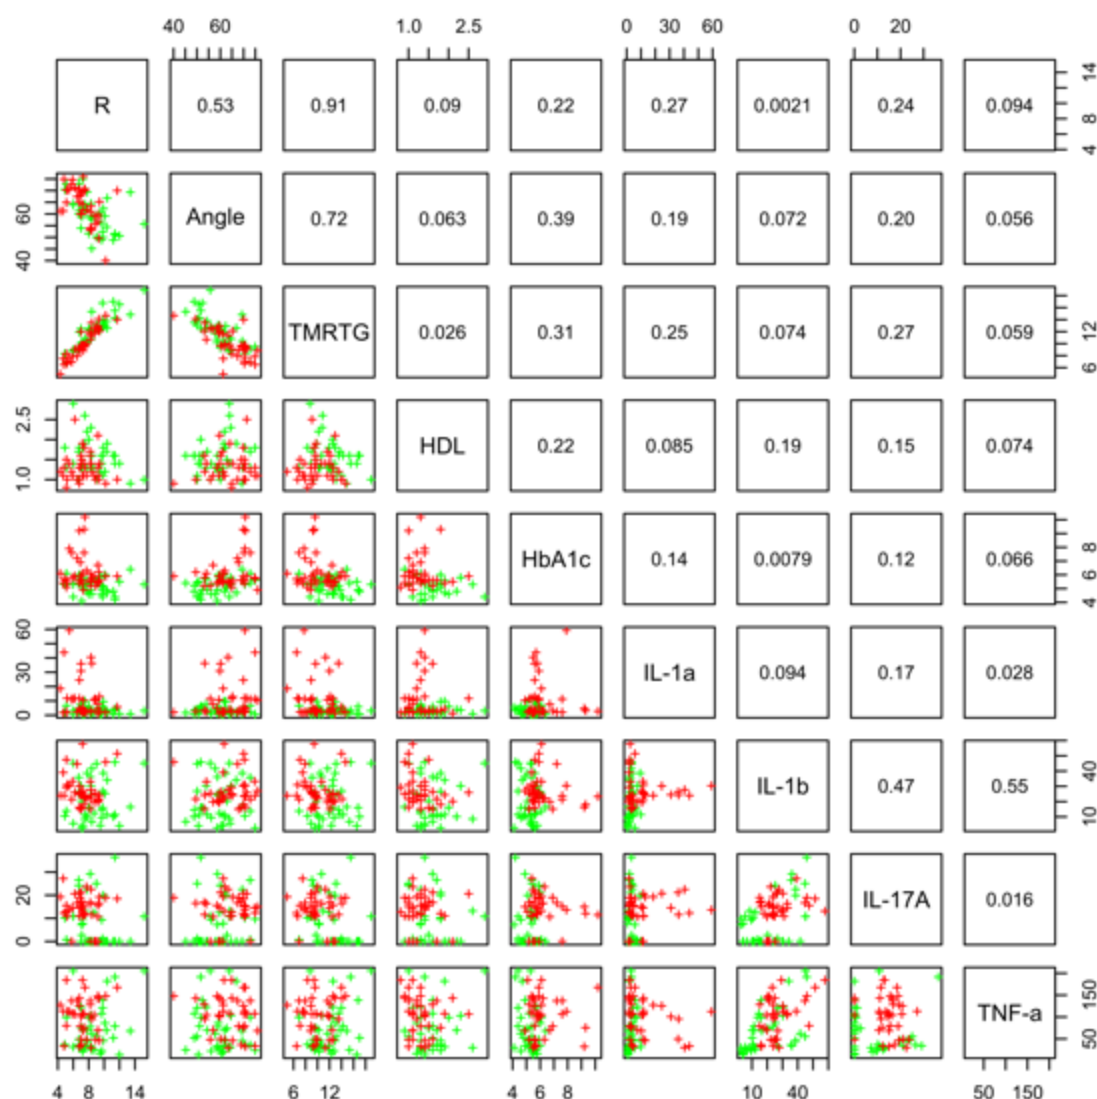 40 60 1.0 2.5 0 30 60 0 20
R 0.53 0.91 0.09 0.22 0.27 0.0021 0.24 0.094 4 8 14
40 60 Angle 0.72 0.063 0.39 0.19 0.072 0.20 0.056
TMRTG 0.026 0.31 0.25 0.074 0.27 0.059 6 12
1.0 2.5 HDL 0.22 0.085 0.19 0.15 0.074
HbA1c 0.14 0.0079 0.12 0.066 4 6 8
0 30 60 IL-1a 0.094 0.17 0.028
IL-1b 0.47 0.55 10 40
0 20 IL-17A 0.016
TNF-a 50 150
4 8 14 6 12 4 6 8 10 40 50 150